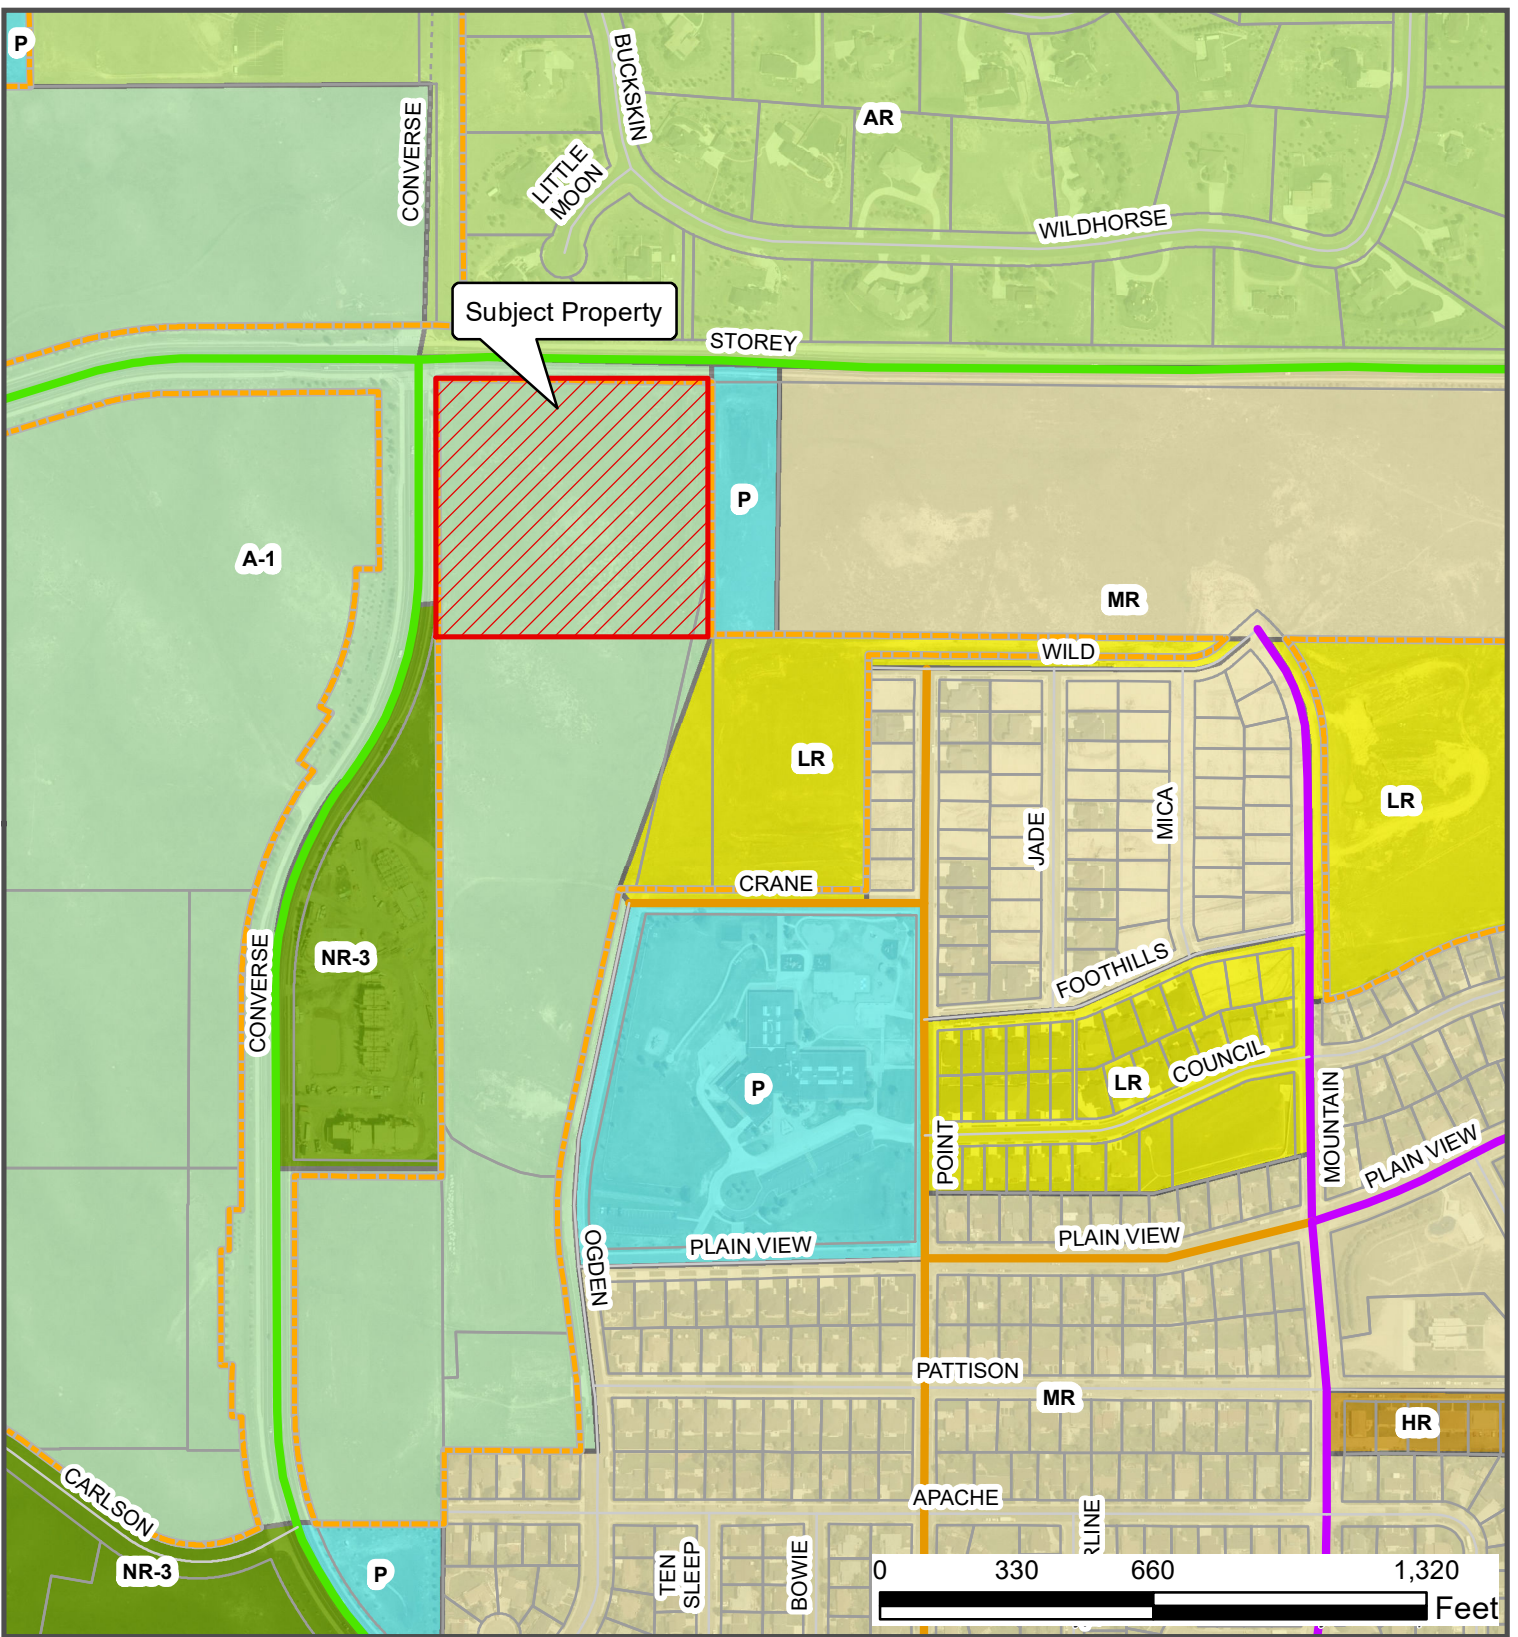 P
BUCKSKIN
AR
CONVERSE
LITTLE
MOON
WILDHORSE
Subject Property
STOREY
P
A-1
MR
WILD
LR
LR
JADE
MICA
CRANE
CONVERSE
NR-3
FOOTHILLS
COUNCIL
LR
P
MOUNTAIN
POINT
PLAIN VIEW
PLAIN VIEW
PLAIN VIEW
OGDEN
PATTISON
MR
HR
CARLSON
APACHE
RLINE
NR-3
P
TEN
SLEEP
BOWIE
0 330 660 1,320
Feet